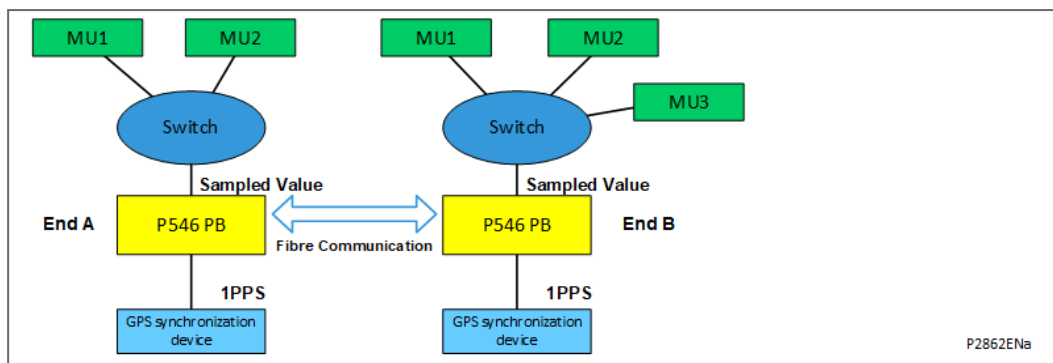 MU1
MU2
MU1
MU2
MU3
Switch
Switch
Sampled Value
Sampled Value
End A
P546 PB
Fibre Communication
P546 PB
End B
1PPS
1PPS
GPS synchronization
device
GPS synchronization
device
P2862ENa